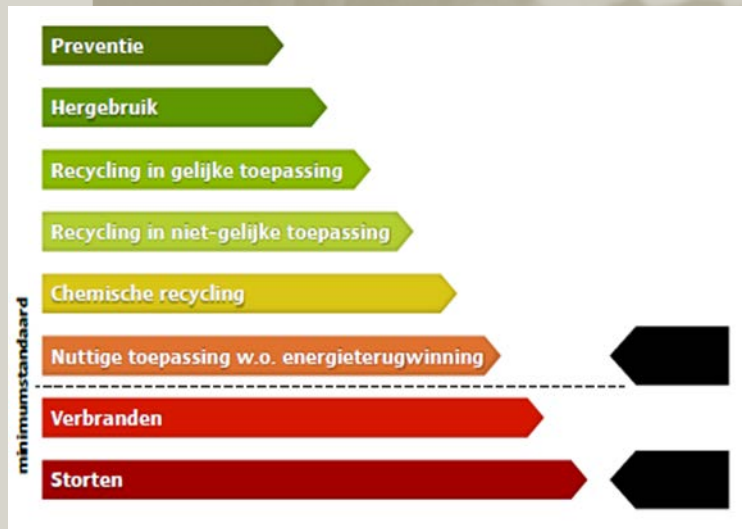 Preventie
Hergebruik
Recycling in gelijke toepassing
Recycling in niet-gelijke toepassing
Chemische recycling
Nuttige toepassing w.o. energieterugwinning
Verbranden
Storten
minimumstandaard